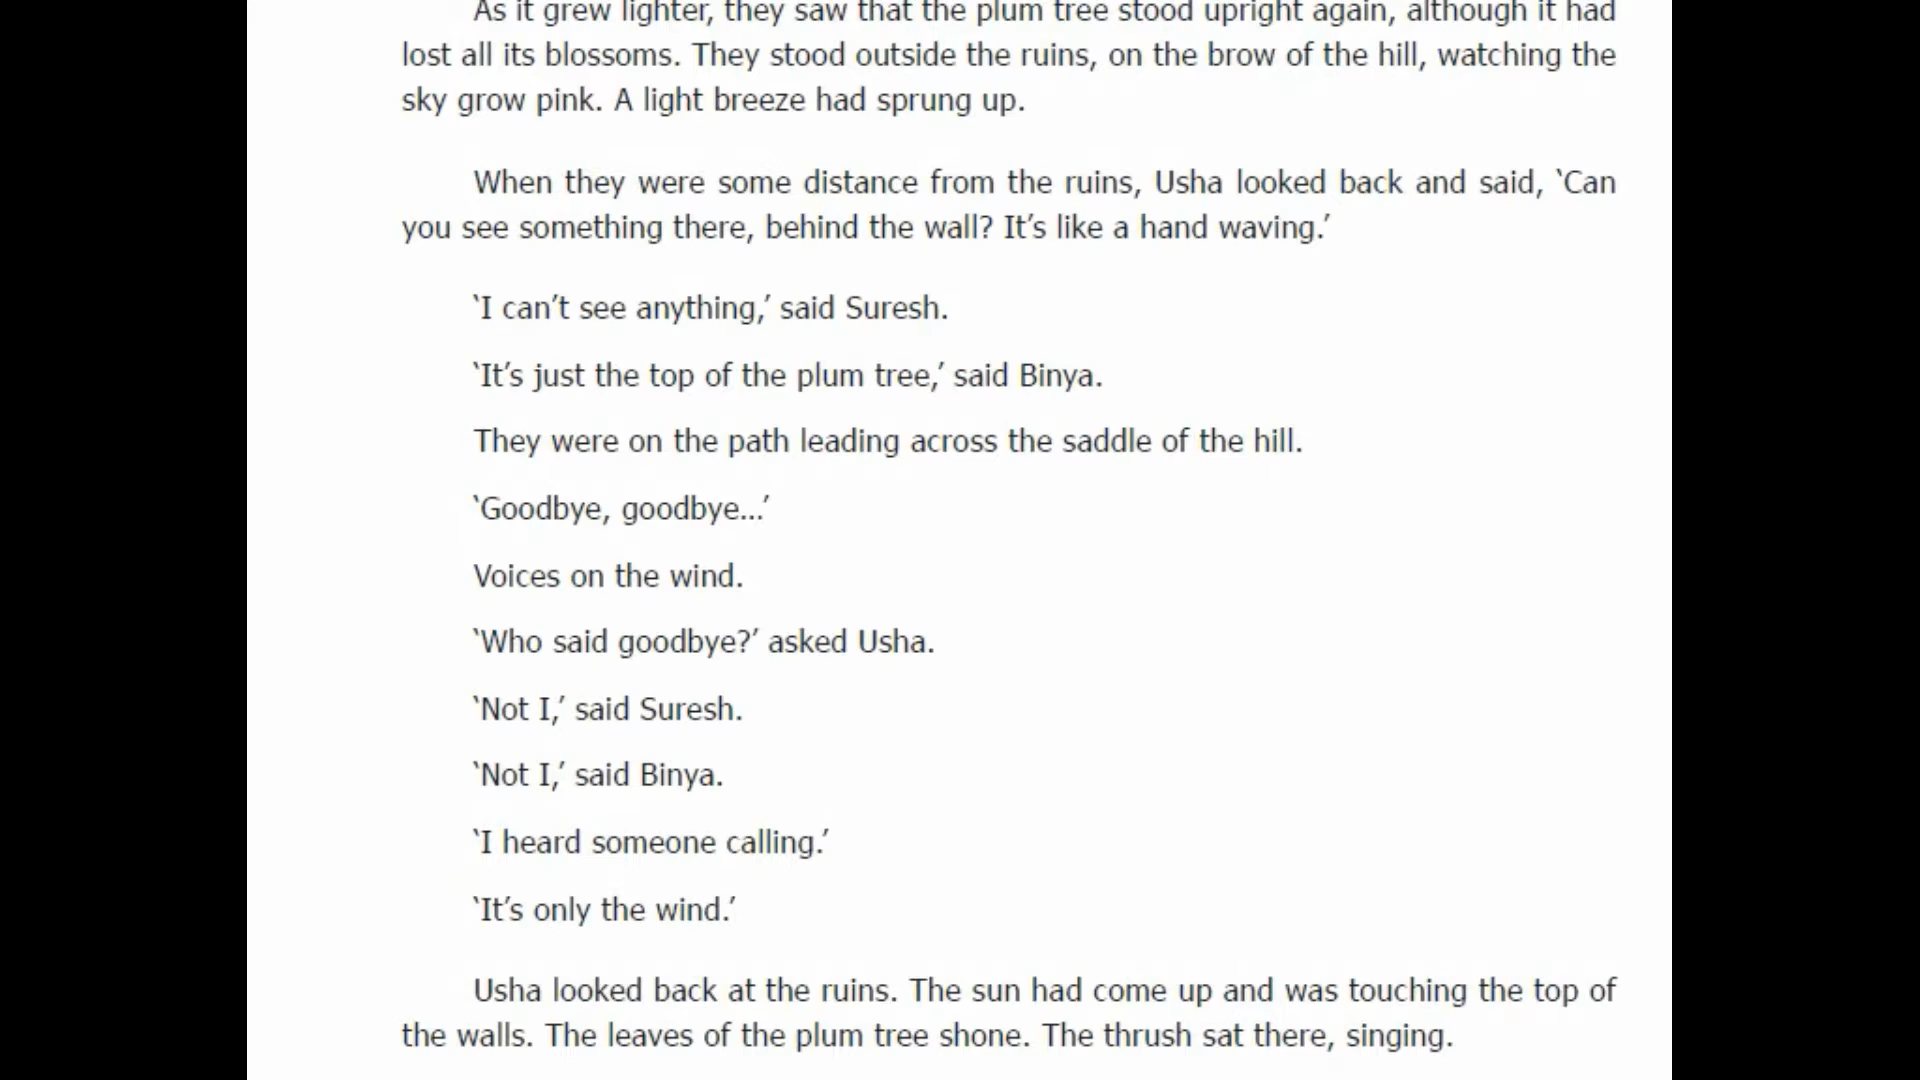 As it grew lighter, they saw that the plum tree stood upright again, although it had
lost all its blossoms. They stood outside the ruins, on the brow of the hill, watching the
sky grow pink. A light breeze had sprung up.
When they were some distance from the ruins, Usha looked back and said, ‘Can
you see something there, behind the wall? It’s like a hand waving.’
‘I can’t see anything,’ said Suresh.
‘It’s just the top of the plum tree,’ said Binya.
They were on the path leading across the saddle of the hill.
‘Goodbye, goodbye...’
Voices on the wind.
‘Who said goodbye?’ asked Usha.
‘Not I,’ said Suresh.
‘Not I,’ said Binya.
‘I heard someone calling.’
‘It’s only the wind.’
Usha looked back at the ruins. The sun had come up and was touching the top of
the walls. The leaves of the plum tree shone. The thrush sat there, singing.